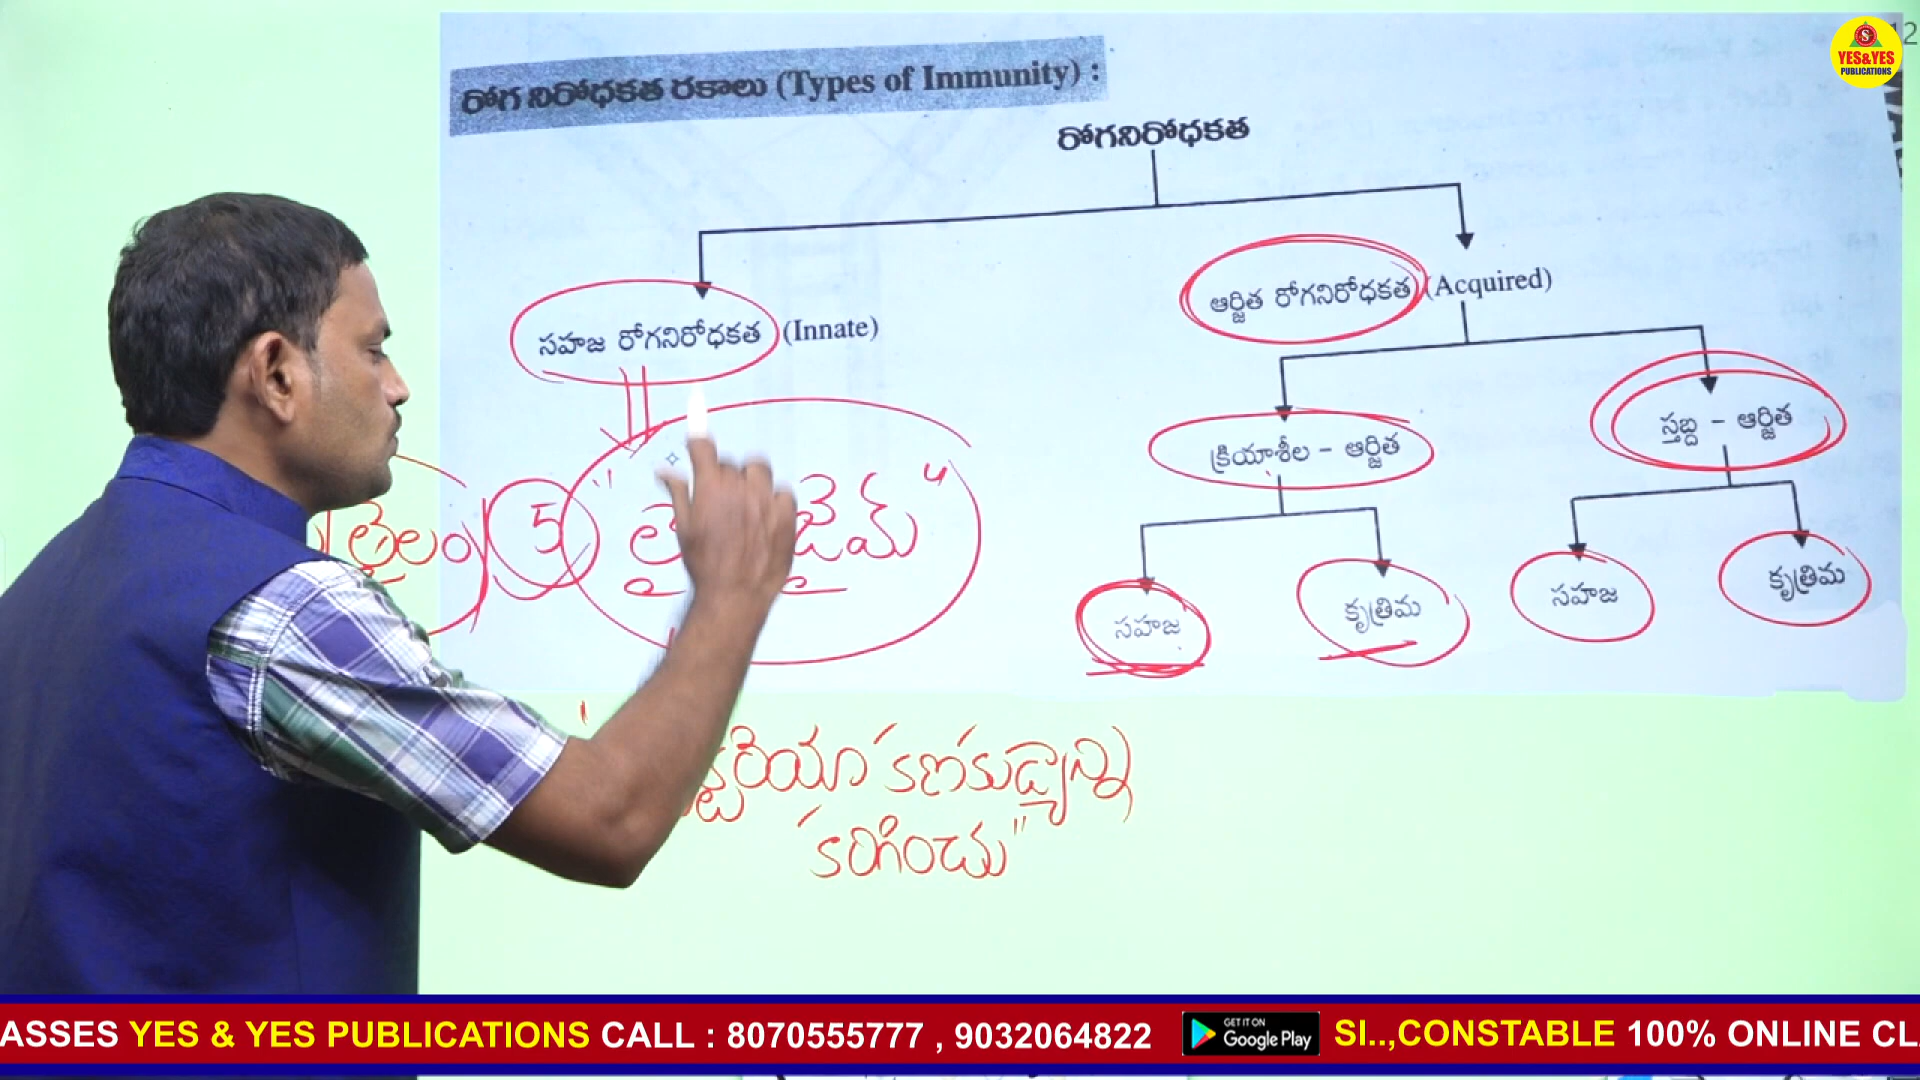 రోగ నిరోధకత రకాలు (Types of Immunity) :
రోగనిరోధకత
సహజ రోగనిరోధకత (Innate)
ఆర్జిత రోగనిరోధకత (Acquired)
క్రియాశీల - ఆర్జిత
స్తబ్ద - ఆర్జిత
సహజ
కృత్రిమ
సహజ
కృత్రిమ
తైలం 5
కణకుడ్యాన్ని
కరిగించు"
12
YES&YES
PUBLICATIONS
ASSES YES & YES PUBLICATIONS CALL : 8070555777 , 9032064822 GET IT ON Google Play SI..,CONSTABLE 100% ONLINE CL